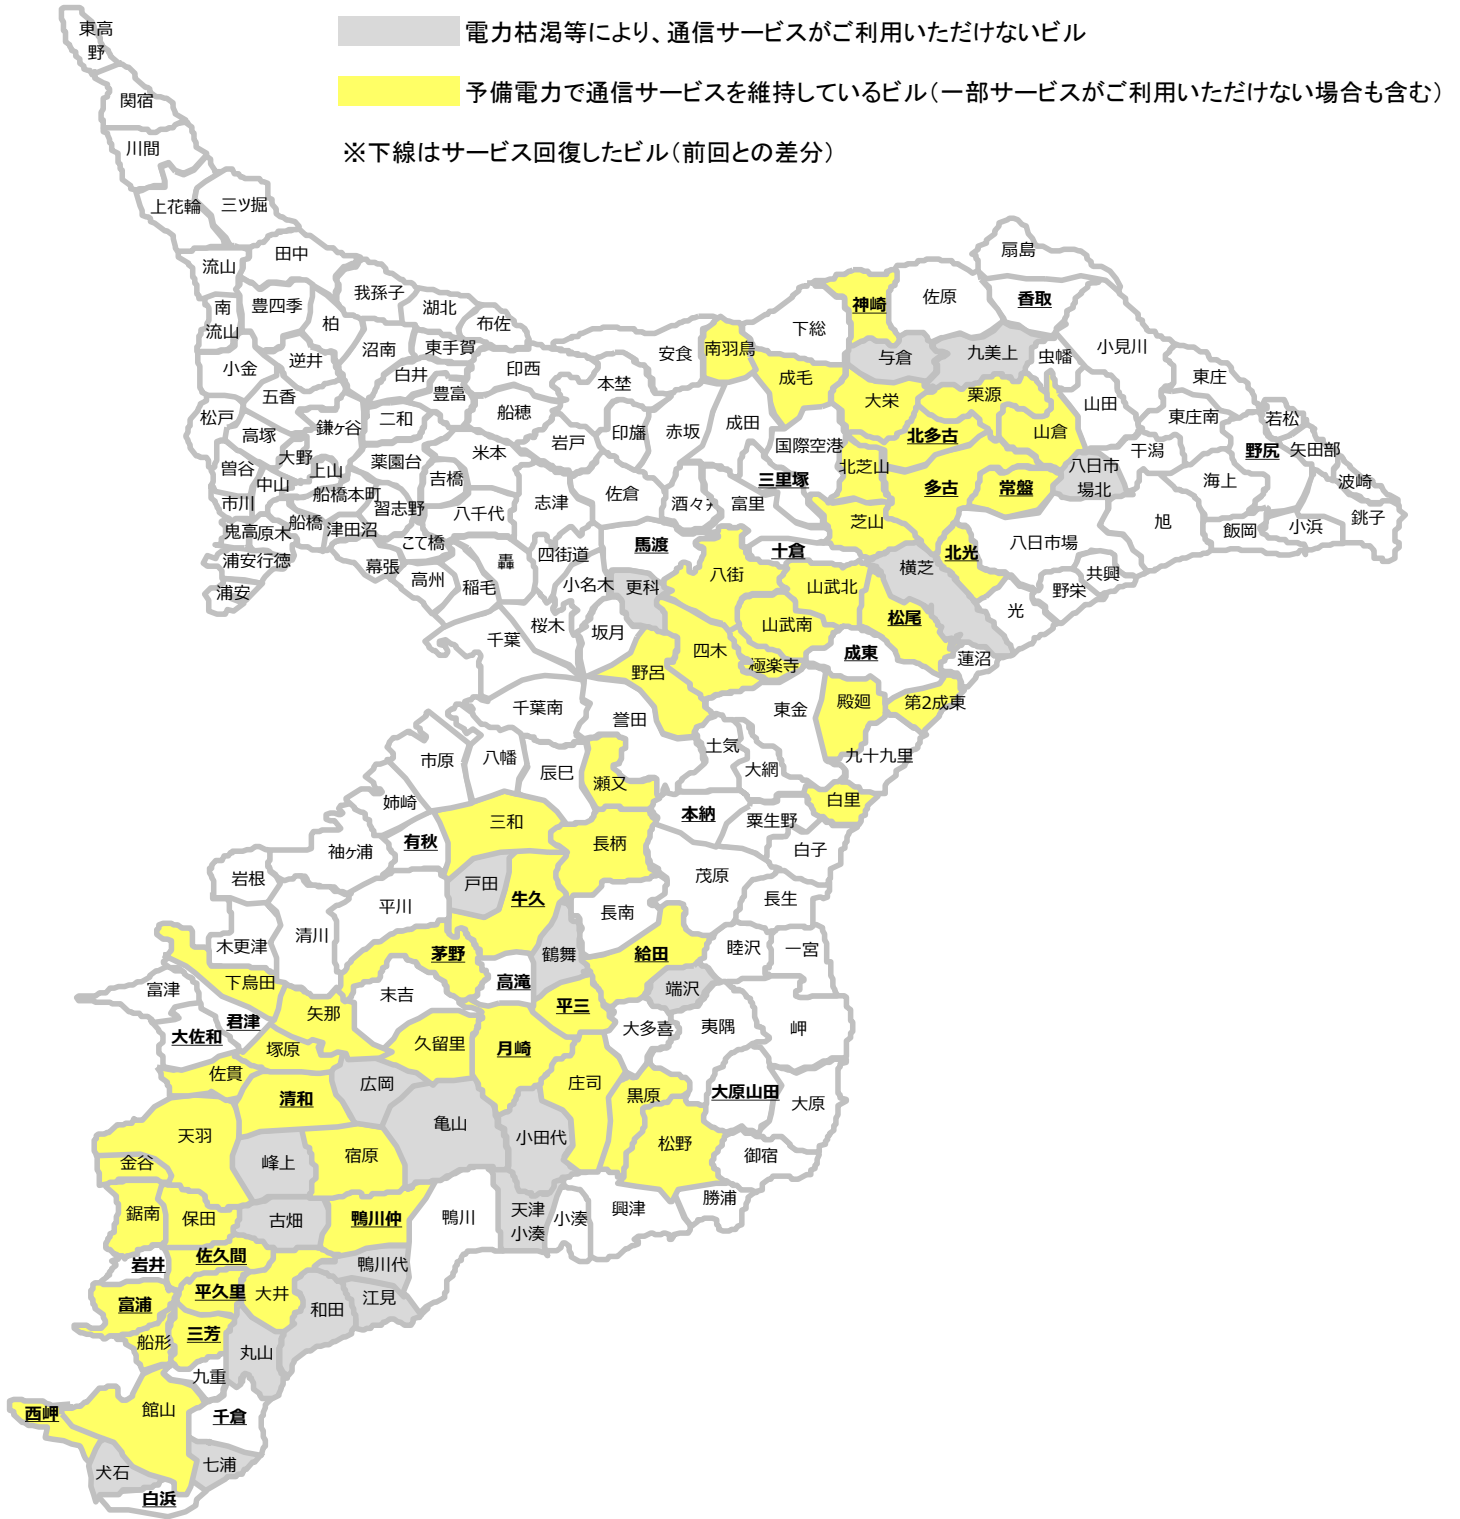 電力枯渇等により、通信サービスがご利用いただけないビル
予備電力で通信サービスを維持しているビル（一部サービスがご利用いただけない場合も含む）
※下線はサービス回復したビル（前回との差分）
東高
野
関宿
川間
上花輪
三ツ掘
田中
流山
南
流山
豊四季
柏
我孫子
湖北
布佐
小金
逆井
沼南
東手賀
白井
豊富
印西
五香
松戸
高塚
鎌ヶ谷
二和
船穂
本埜
安食
南羽鳥
下総
神崎
佐原
扇島
香取
与倉
九美上
虫幡
小見川
成毛
大栄
栗源
山倉
山田
東庄
東庄南
若松
矢田部
波崎
銚子
野尻
干潟
海上
飯岡
小浜
旭
八日市
場北
八日市場
共興
野栄
光
北多古
多古
常盤
北光
横芝
蓮沼
成田
国際空港
三里塚
北芝山
芝山
赤坂
印旛
岩戸
米本
薬園台
大野
上山
曽谷
中山
市川
船橋本町
習志野
吉橋
八千代
志津
佐倉
酒々井
富里
鬼高
原木
船橋
津田沼
こて橋
浦安行徳
浦安
幕張
高州
稲毛
轟
四街道
小名木
馬渡
十倉
更科
八街
山武北
松尾
山武南
成東
極楽寺
四木
坂月
桜木
千葉
野呂
千葉南
誉田
東金
殿廻
第2成東
九十九里
土気
大網
白里
市原
八幡
辰巳
瀬又
姉崎
有秋
三和
長柄
本納
粟生野
白子
袖ヶ浦
岩根
平川
戸田
牛久
茂原
長生
長南
木更津
清川
茅野
高滝
鶴舞
給田
睦沢
一宮
端沢
下烏田
富津
末吉
矢那
君津
大佐和
塚原
久留里
月崎
平三
大多喜
夷隅
岬
佐貫
清和
広岡
庄司
黒原
大原山田
大原
天羽
亀山
小田代
松野
御宿
金谷
峰上
宿原
勝浦
鋸南
保田
古畑
鴨川仲
鴨川
天津
小湊
小湊
興津
岩井
佐久間
鴨川代
富浦
平久里
大井
和田
江見
船形
三芳
丸山
九重
西岬
館山
千倉
犬石
七浦
白浜